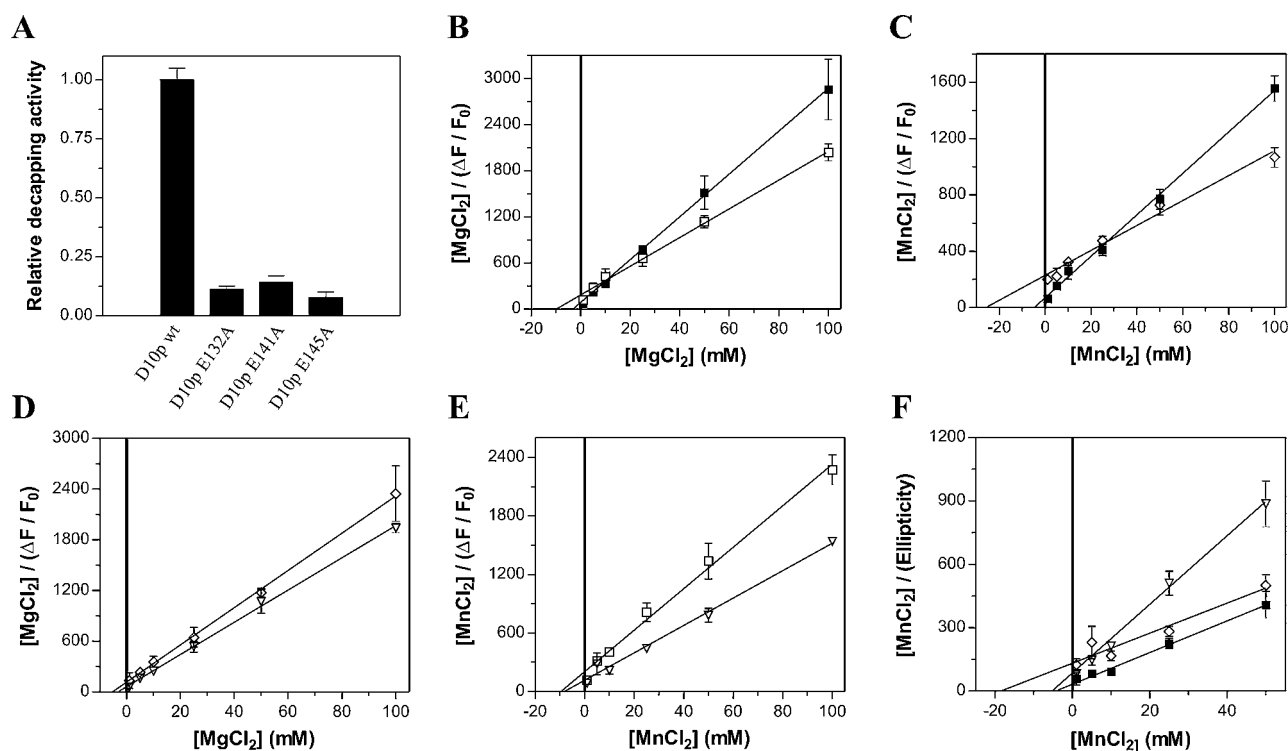 A
Relative decapping activity
1.00
0.75
0.50
0.25
0.00
D10p wt
D10p E132A
D10p E141A
D10p E145A
B
[MgCl₂] / (ΔF / F₀)
3000
2400
1800
1200
600
0
-20 0 20 40 60 80 100
[MgCl₂] (mM)
C
[MnCl₂] / (ΔF / F₀)
1600
1200
800
400
0
-20 0 20 40 60 80 100
[MnCl₂] (mM)
D
[MgCl₂] / (ΔF / F₀)
3000
2400
1800
1200
600
0
-20 0 20 40 60 80 100
[MgCl₂] (mM)
E
[MnCl₂] / (ΔF / F₀)
2400
1800
1200
600
0
-20 0 20 40 60 80 100
[MnCl₂] (mM)
F
[MnCl₂] / (Ellipticity)
1200
900
600
300
0
-20 0 20 40
[MnCl₂] (mM)